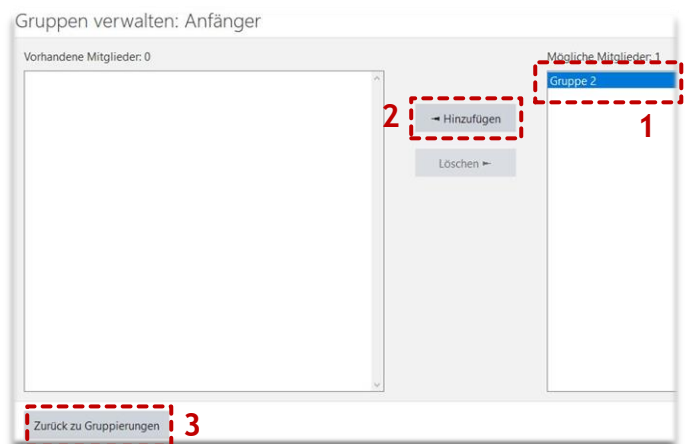 Gruppen verwalten: Anfänger
Vorhandene Mitglieder: 0
Mögliche Mitglieder: 1
Gruppe 2
1
2
Hinzufügen
Löschen
Zurück zu Gruppierungen
3